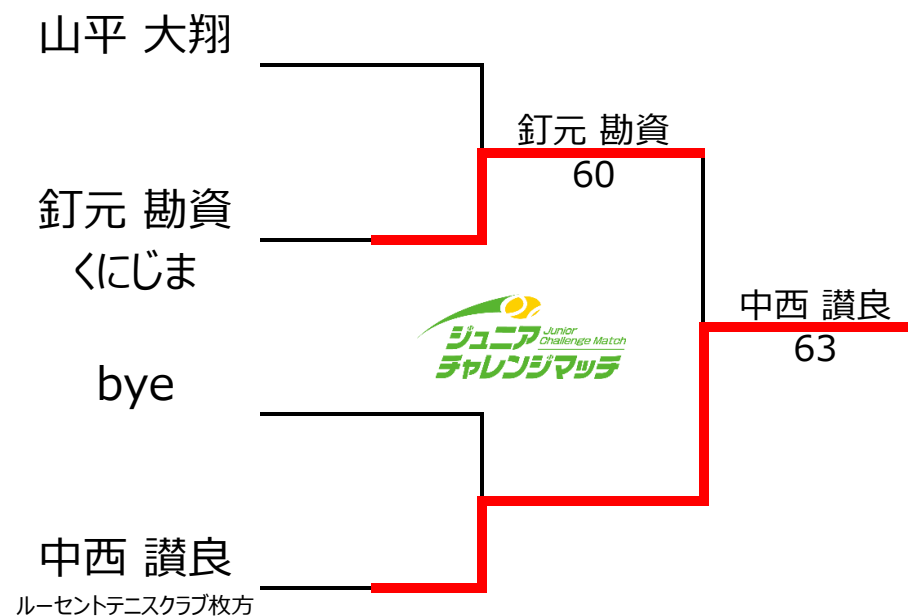 山平 大翔
釘元 勘資
60
釘元 勘資
くにじま
中西 讃良
63
ジュニア
Junior
Challenge Match
チャレンジマッチ
bye
中西 讃良
ルーセントテニスクラブ枚方